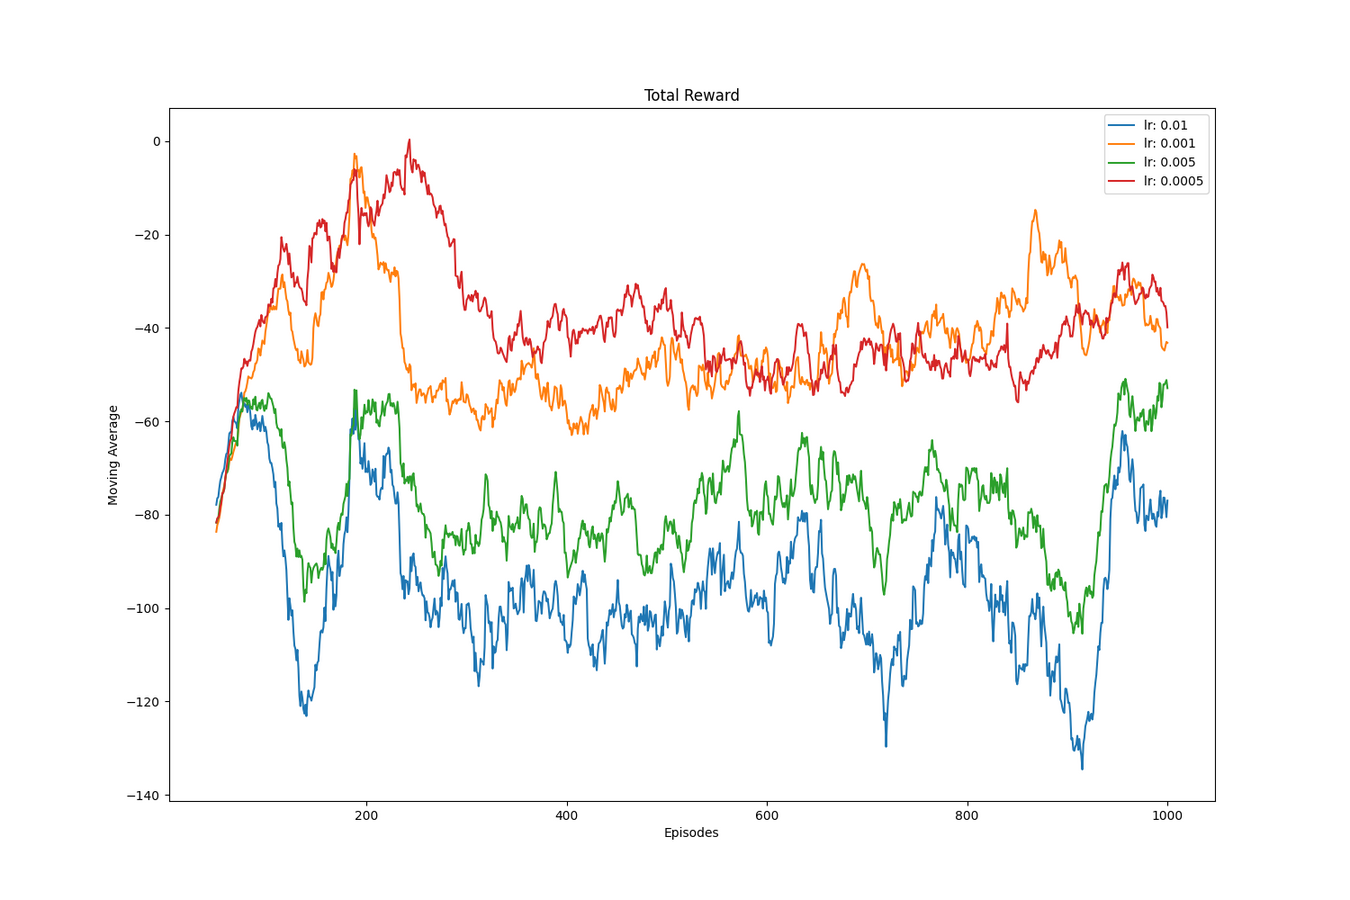 Total Reward
lr: 0.01
lr: 0.001
lr: 0.005
lr: 0.0005
0
−20
−40
−60
−80
−100
−120
−140
Moving Average
200
400
600
800
1000
Episodes